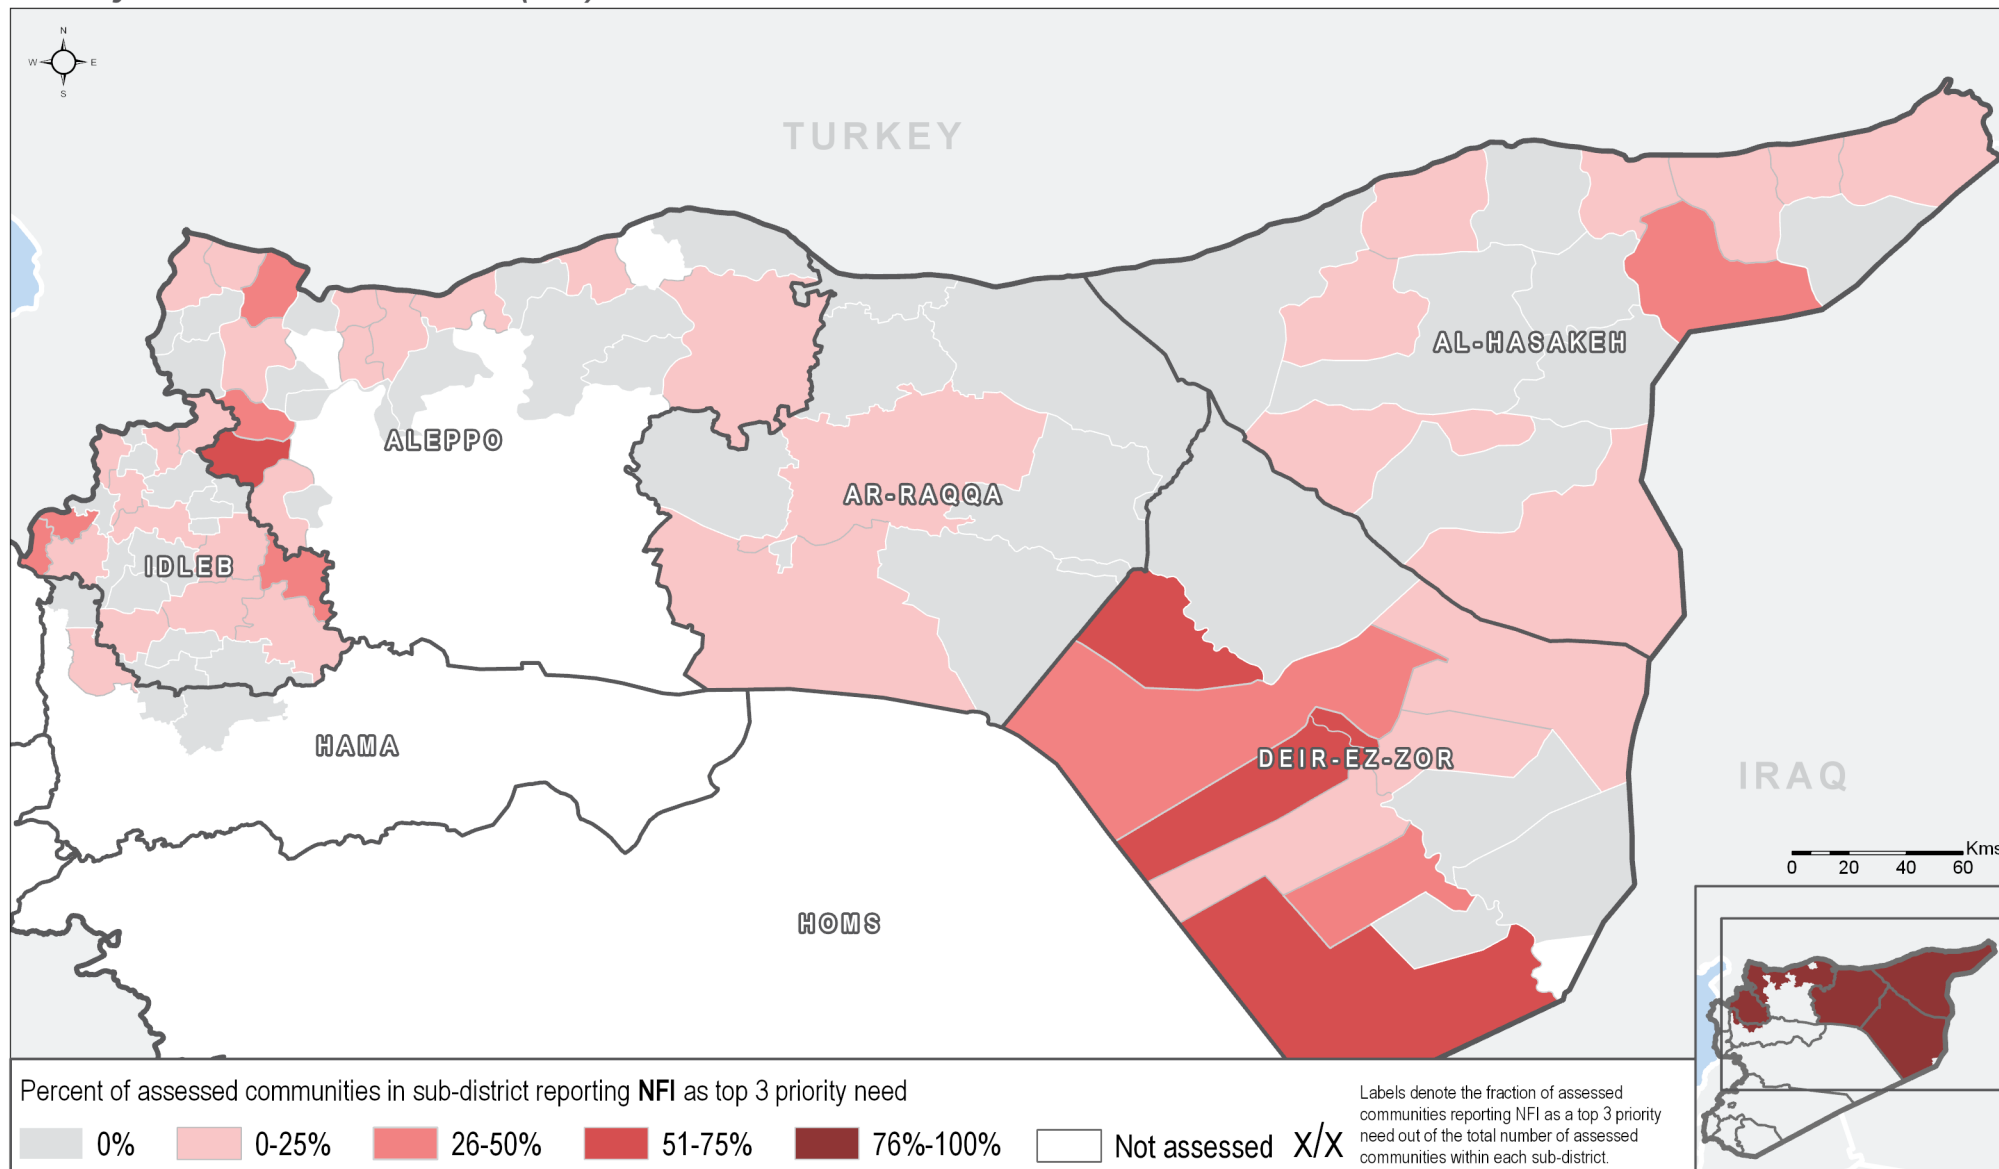 N
W E
S
TURKEY
AL-HASAKEH
ALEPPO
AR-RAQQA
IDLEB
HAMA
DEIR-EZ-ZOR
IRAQ
HOMS
Kms
0 20 40 60
Percent of assessed communities in sub-district reporting NFI as top 3 priority need
0% 0-25% 26-50% 51-75% 76%-100% Not assessed X/X
Labels denote the fraction of assessed
communities reporting NFI as a top 3 priority
need out of the total number of assessed
communities within each sub-district.